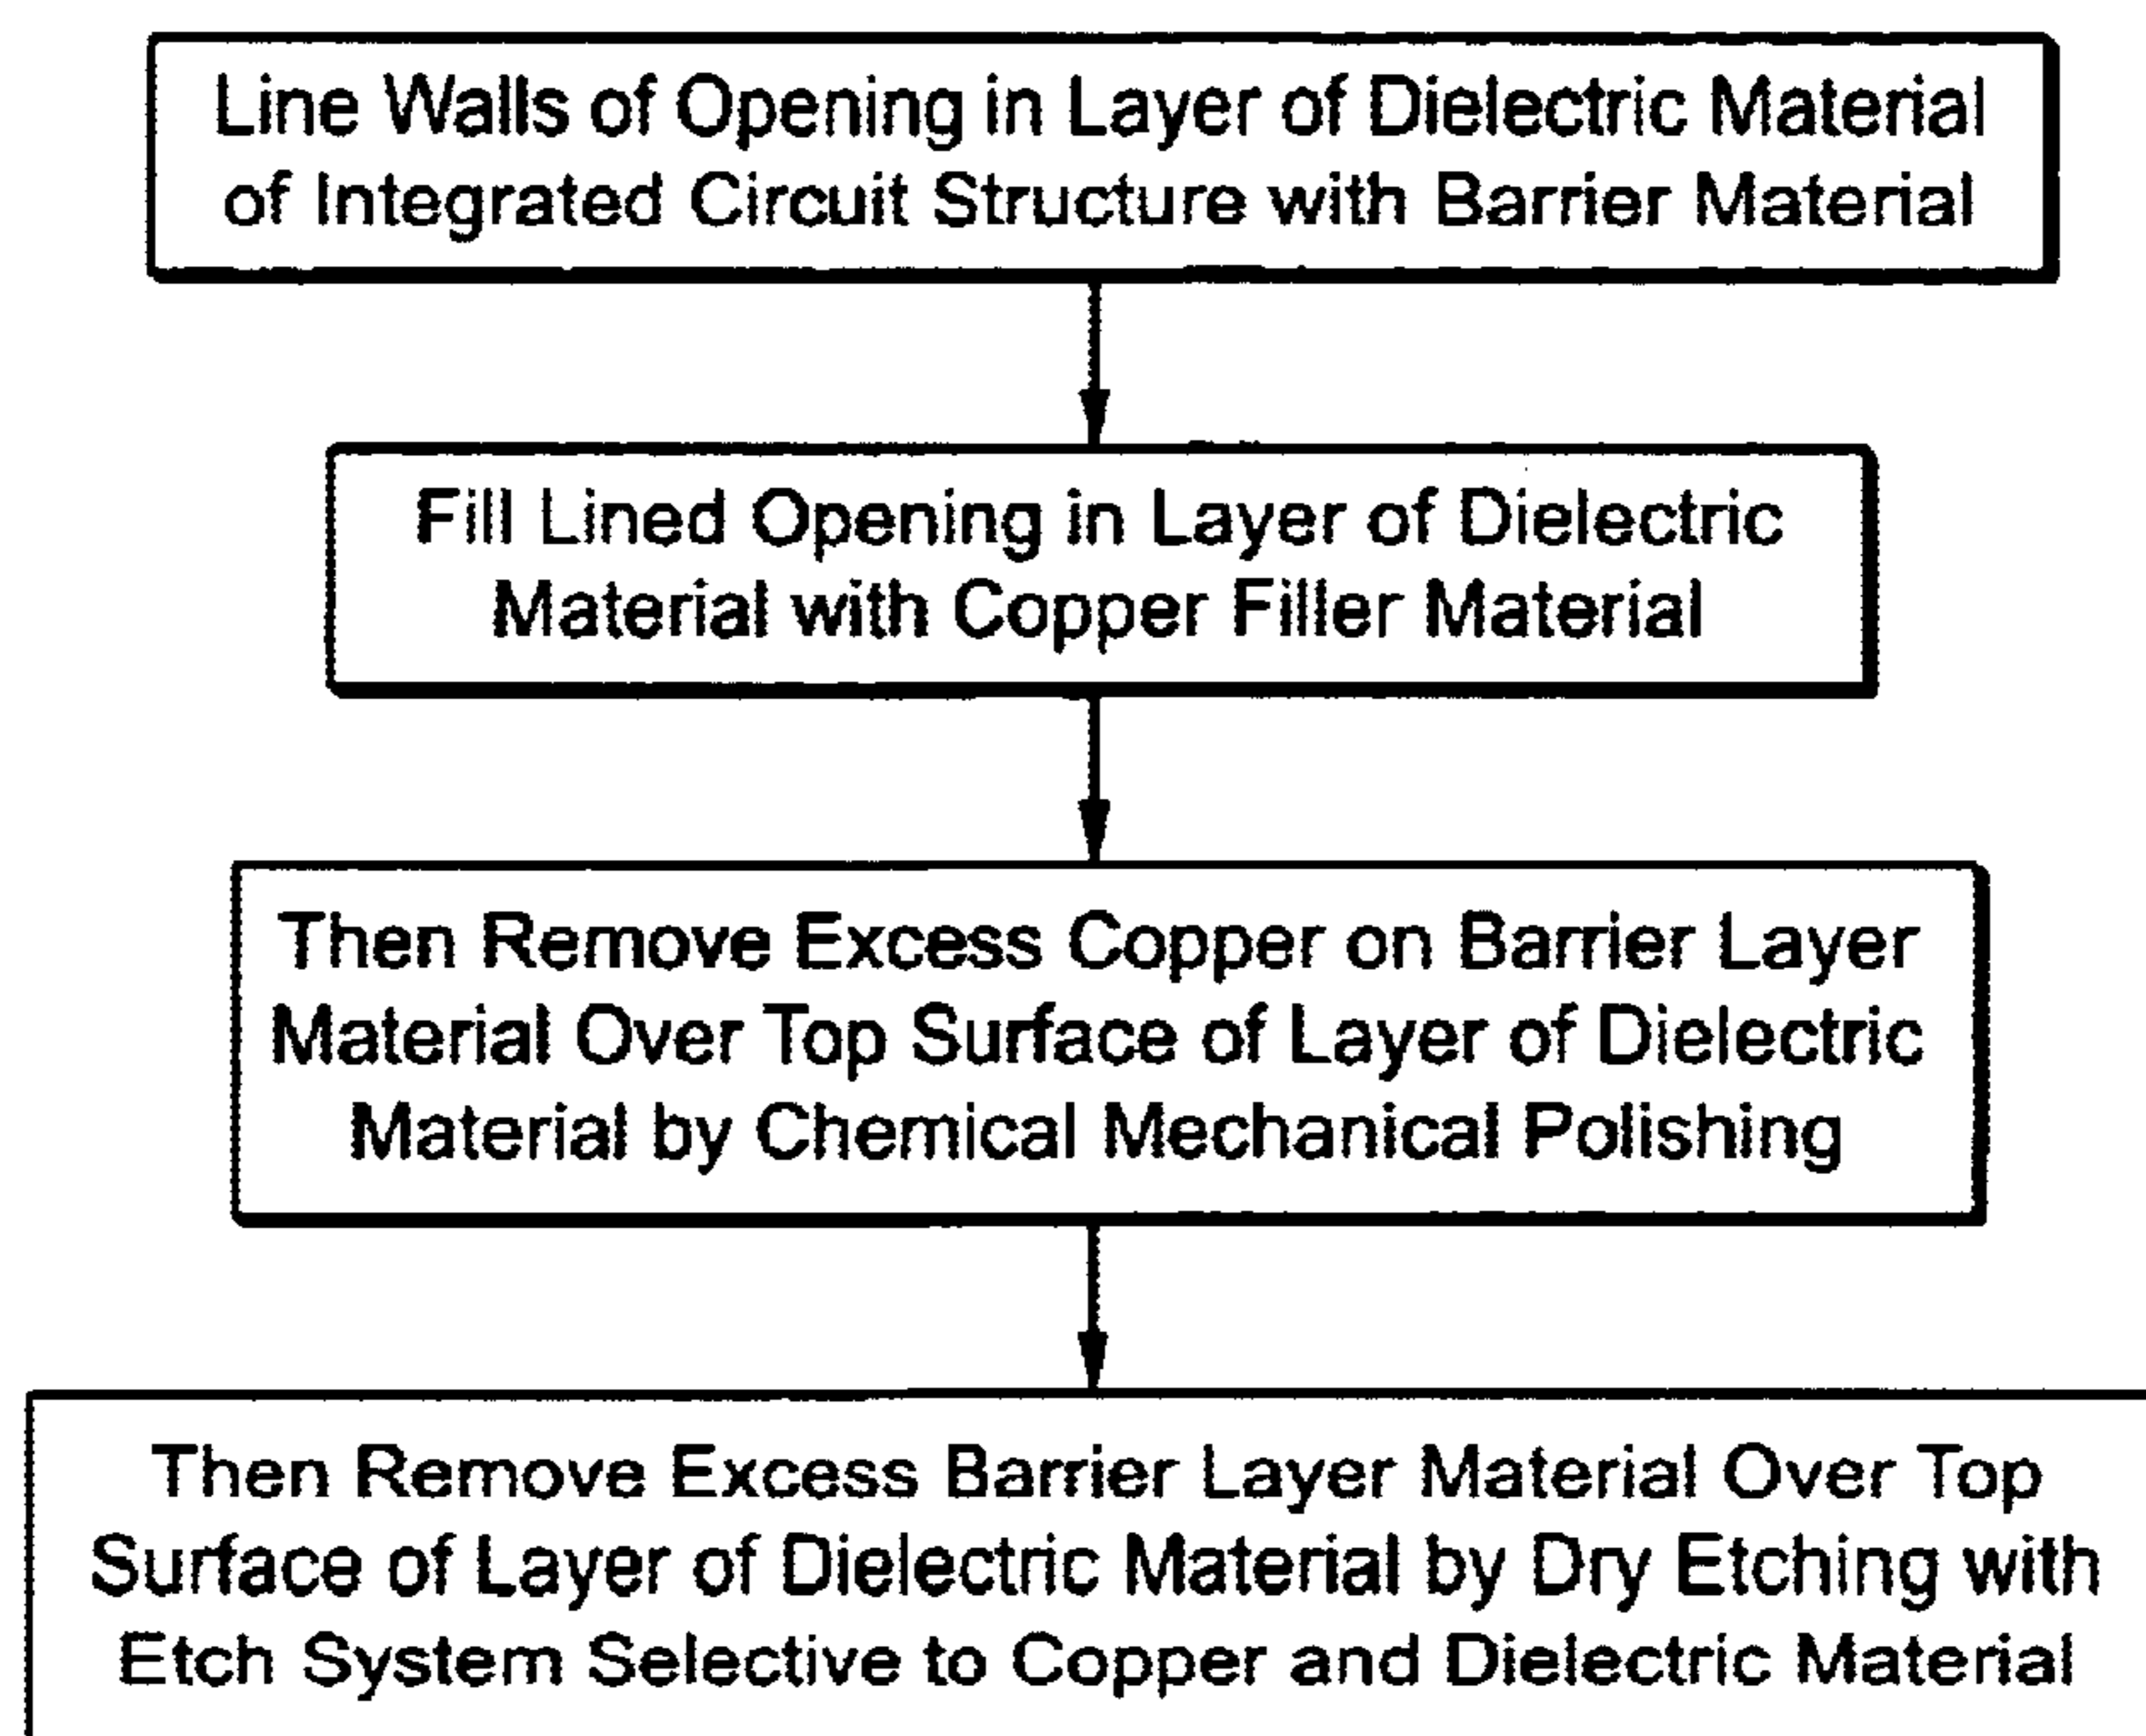 Line Walls of Opening in Layer of Dielectric Material
of Integrated Circuit Structure with Barrier Material
Fill Lined Opening in Layer of Dielectric
Material with Copper Filler Material
Then Remove Excess Copper on Barrier Layer
Material Over Top Surface of Layer of Dielectric
Material by Chemical Mechanical Polishing
Then Remove Excess Barrier Layer Material Over Top
Surface of Layer of Dielectric Material by Dry Etching with
Etch System Selective to Copper and Dielectric Material